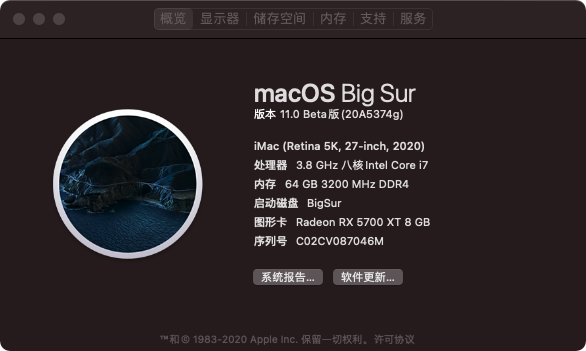 概览 显示器 储存空间 内存 支持 服务
macOS Big Sur
版本 11.0 Beta版 (20A5374g)
iMac (Retina 5K, 27-inch, 2020)
处理器 3.8 GHz 八核Intel Core i7
内存 64 GB 3200 MHz DDR4
启动磁盘 BigSur
图形卡 Radeon RX 5700 XT 8 GB
序列号 C02CV087046M
系统报告... 软件更新...
™和© 1983-2020 Apple Inc. 保留一切权利。许可协议